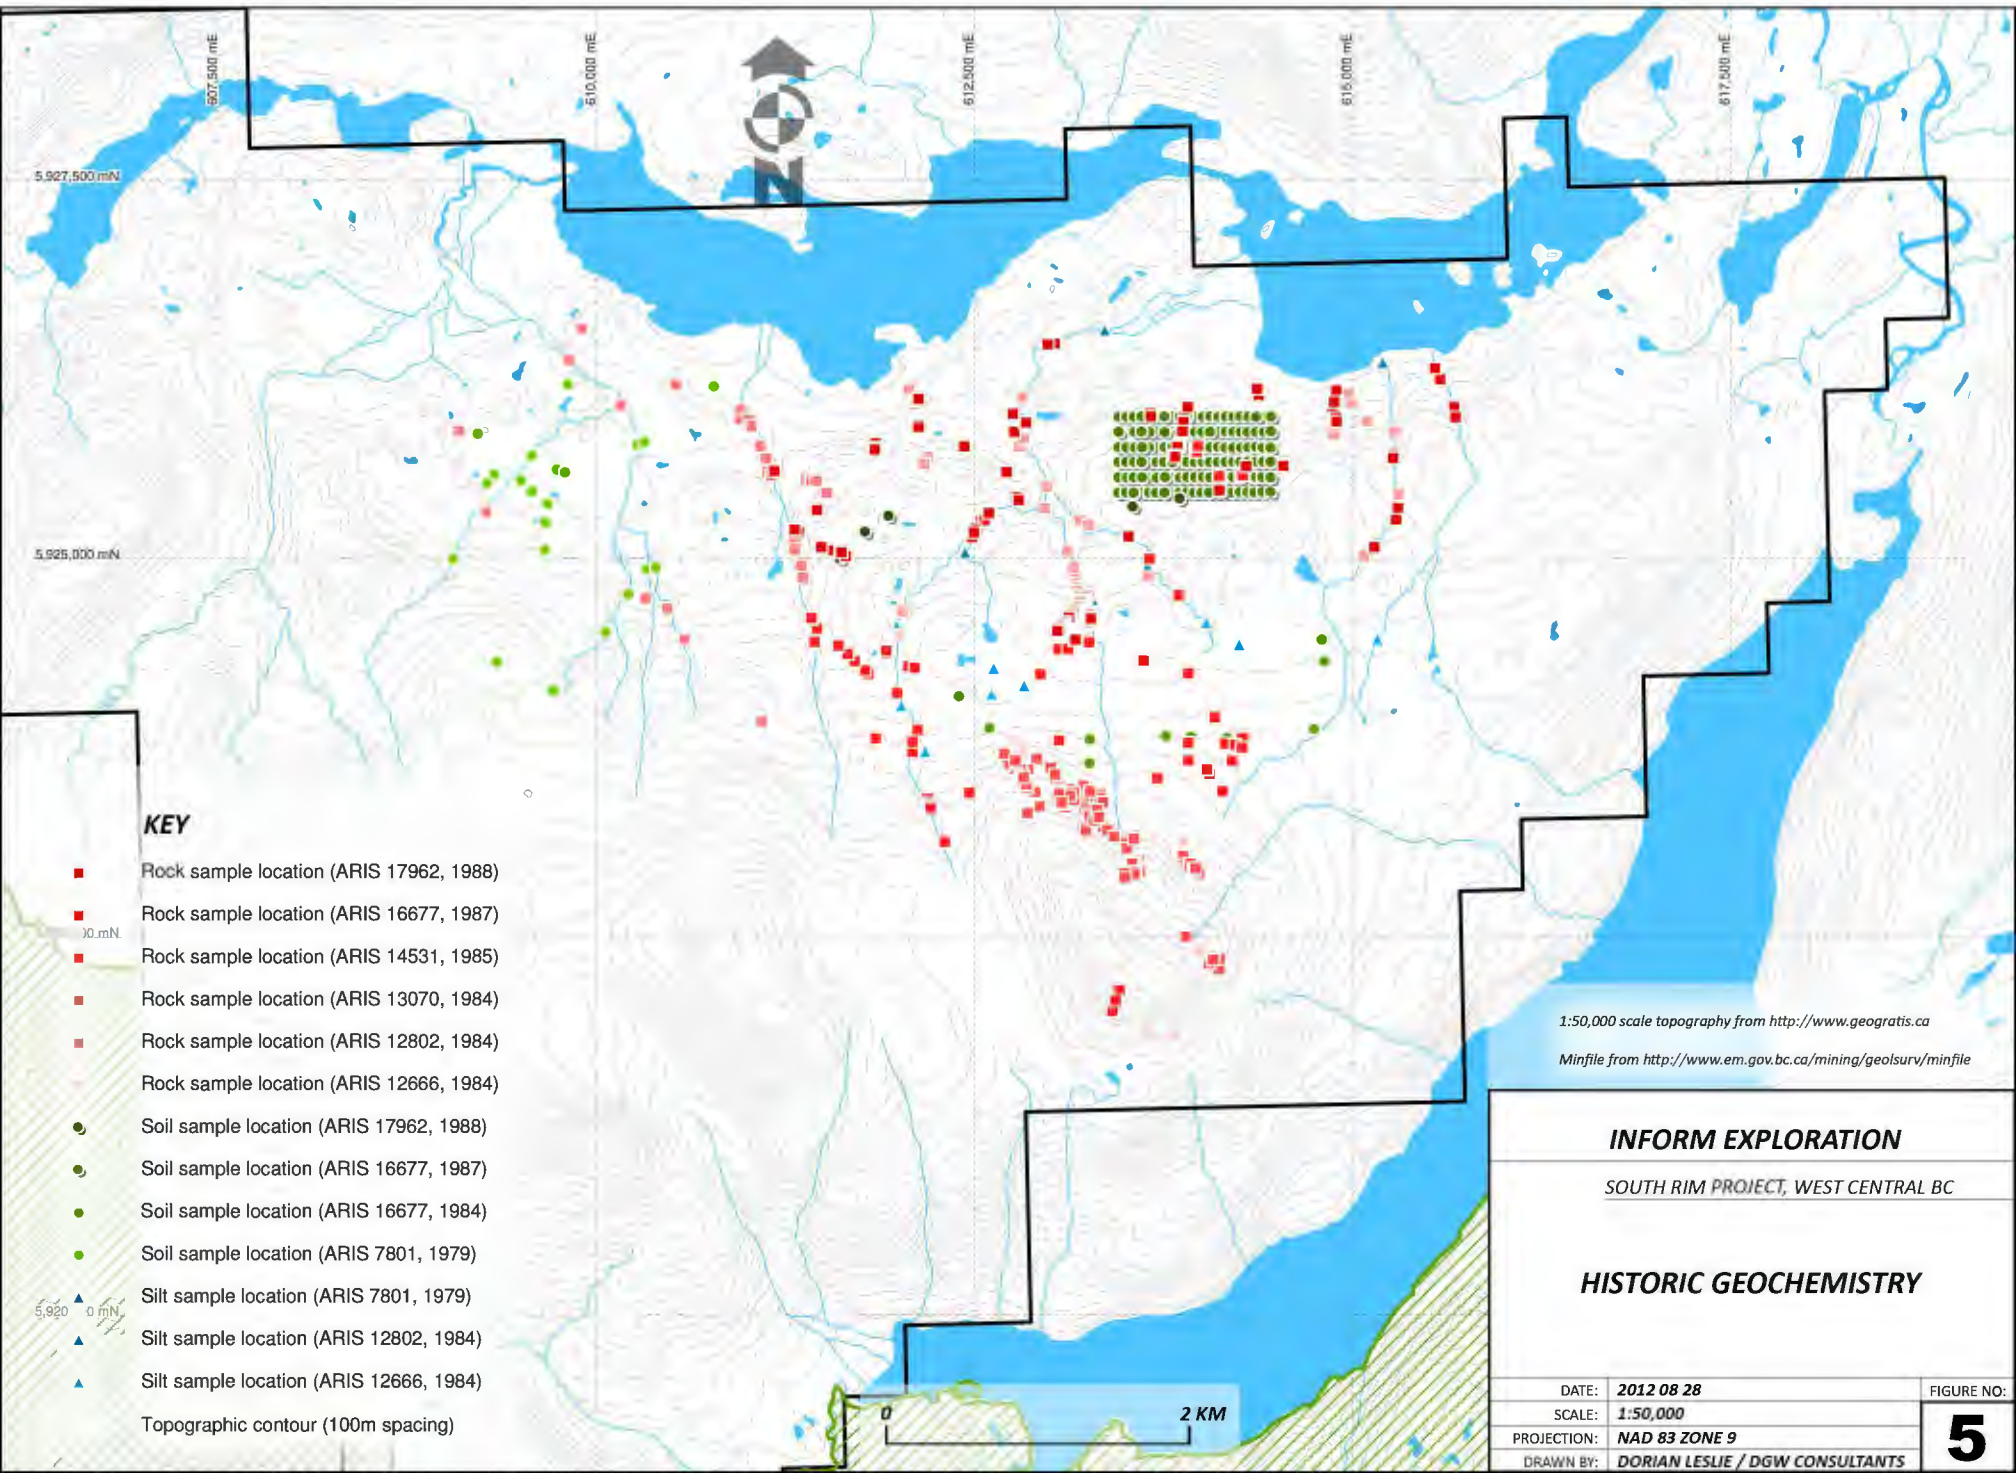 607,500 mE
610,000 mE
612,500 mE
615,000 mE
617,500 mE
N
5,927,500 mN
5,925,000 mN
KEY
Rock sample location (ARIS 17962, 1988)
Rock sample location (ARIS 16677, 1987)
00 mN
Rock sample location (ARIS 14531, 1985)
Rock sample location (ARIS 13070, 1984)
Rock sample location (ARIS 12802, 1984)
Rock sample location (ARIS 12666, 1984)
Soil sample location (ARIS 17962, 1988)
Soil sample location (ARIS 16677, 1987)
Soil sample location (ARIS 16677, 1984)
Soil sample location (ARIS 7801, 1979)
Silt sample location (ARIS 7801, 1979)
5,920 0 mN
Silt sample location (ARIS 12802, 1984)
Silt sample location (ARIS 12666, 1984)
Topographic contour (100m spacing)
0 2 KM
1:50,000 scale topography from http://www.geogratis.ca
Minfile from http://www.em.gov.bc.ca/mining/geolsurv/minfile
INFORM EXPLORATION
SOUTH RIM PROJECT, WEST CENTRAL BC
HISTORIC GEOCHEMISTRY
DATE: 2012 08 28
SCALE: 1:50,000
PROJECTION: NAD 83 ZONE 9
DRAWN BY: DORIAN LESLIE / DGW CONSULTANTS
FIGURE NO:
5